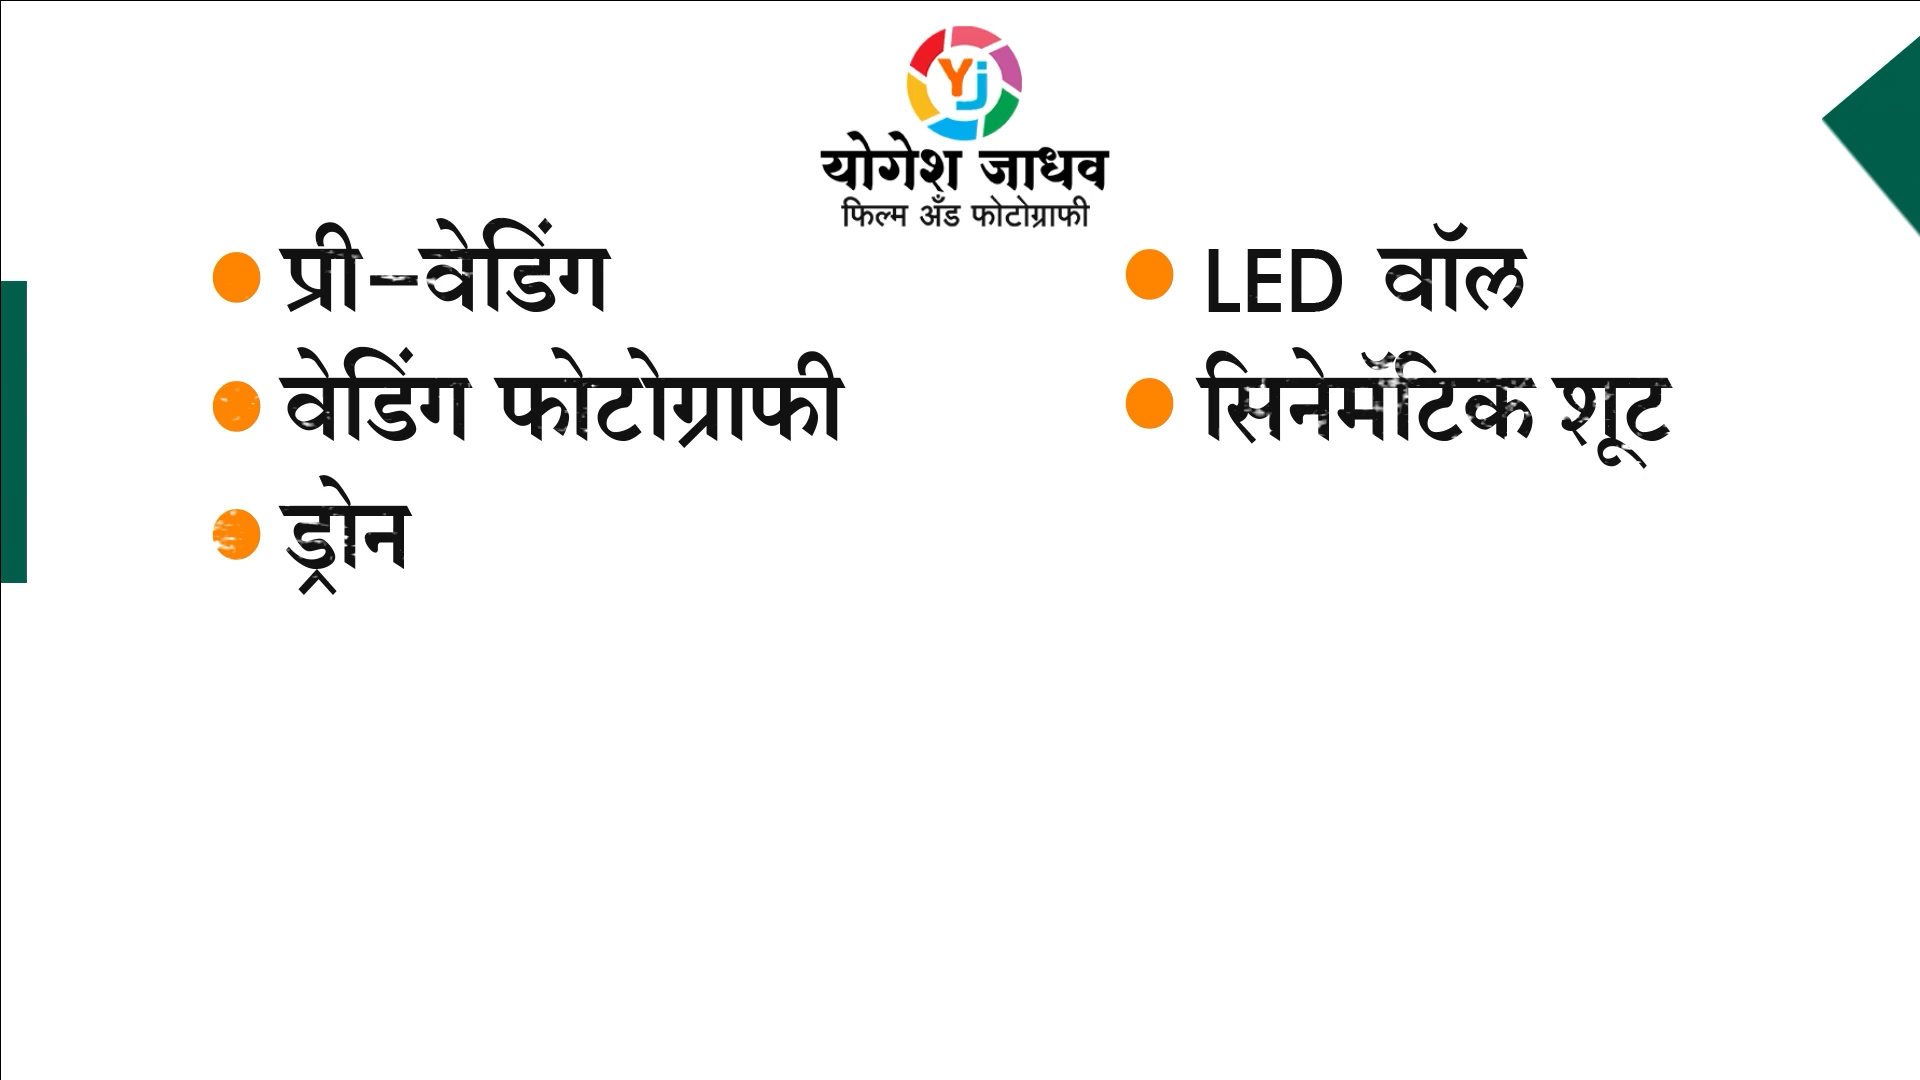 Yj
योगेश जाधव
फिल्म अँड फोटोग्राफी
प्री-वेडिंग
वेडिंग फोटोग्राफी
ड्रोन
LED वॉल
सिनेमॅटिक शूट